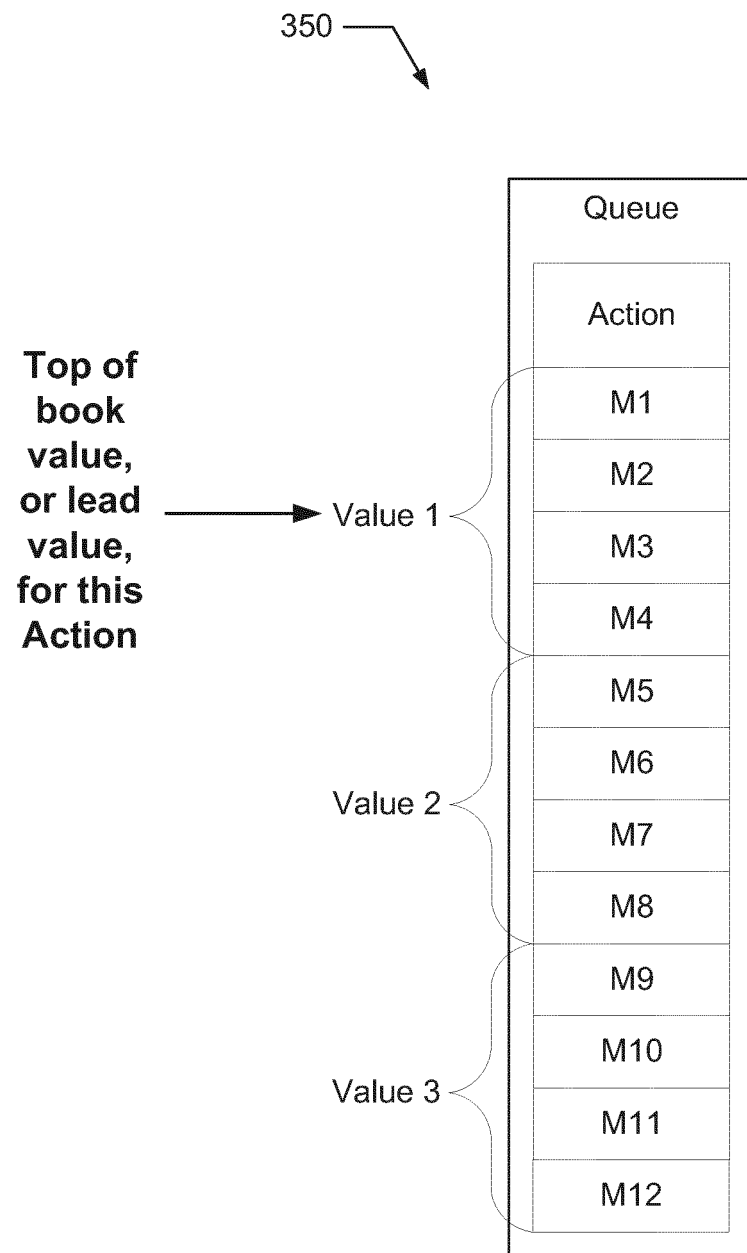 350
Queue
Action
Top of
book
value,
or lead
value,
for this
Action
Value 1
M1
M2
M3
M4
Value 2
M5
M6
M7
M8
Value 3
M9
M10
M11
M12